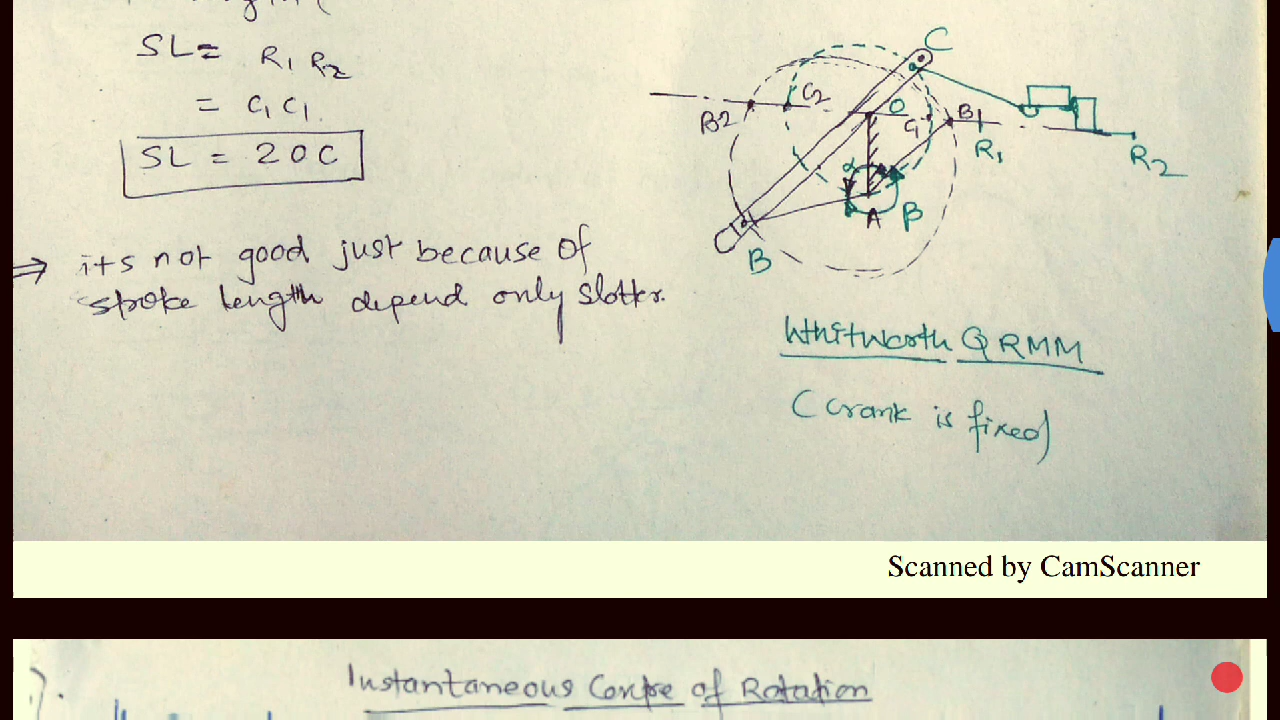 SL = R1 R2
= C1 C1.
SL = 2OC
⇒ its not good just because of
stroke length depend only slotter.
C
B2
C2
O
C1
B1
R1
R2
α
A
β
B
Whitworth QRMM
(crank is fixed)
Scanned by CamScanner
Instantaneous Centre of Rotation